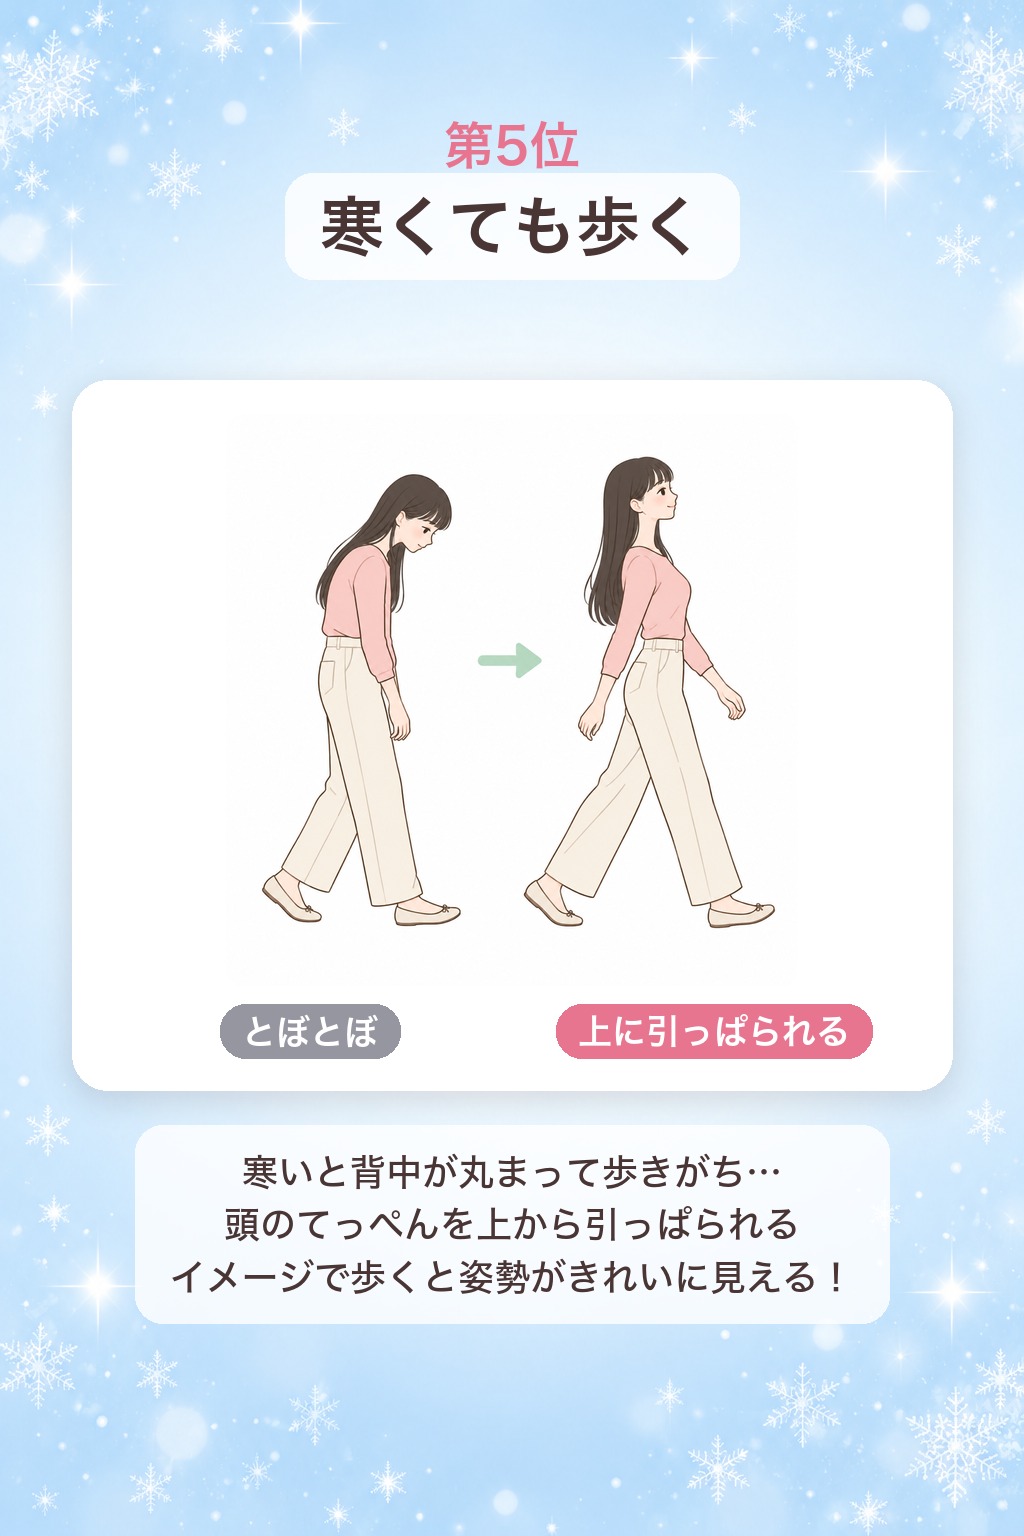 第5位
寒くても歩く
とぼとぼ
上に引っぱられる
寒いと背中が丸まって歩きがち…
頭のてっぺんを上から引っぱられる
イメージで歩くと姿勢がきれいに見える！